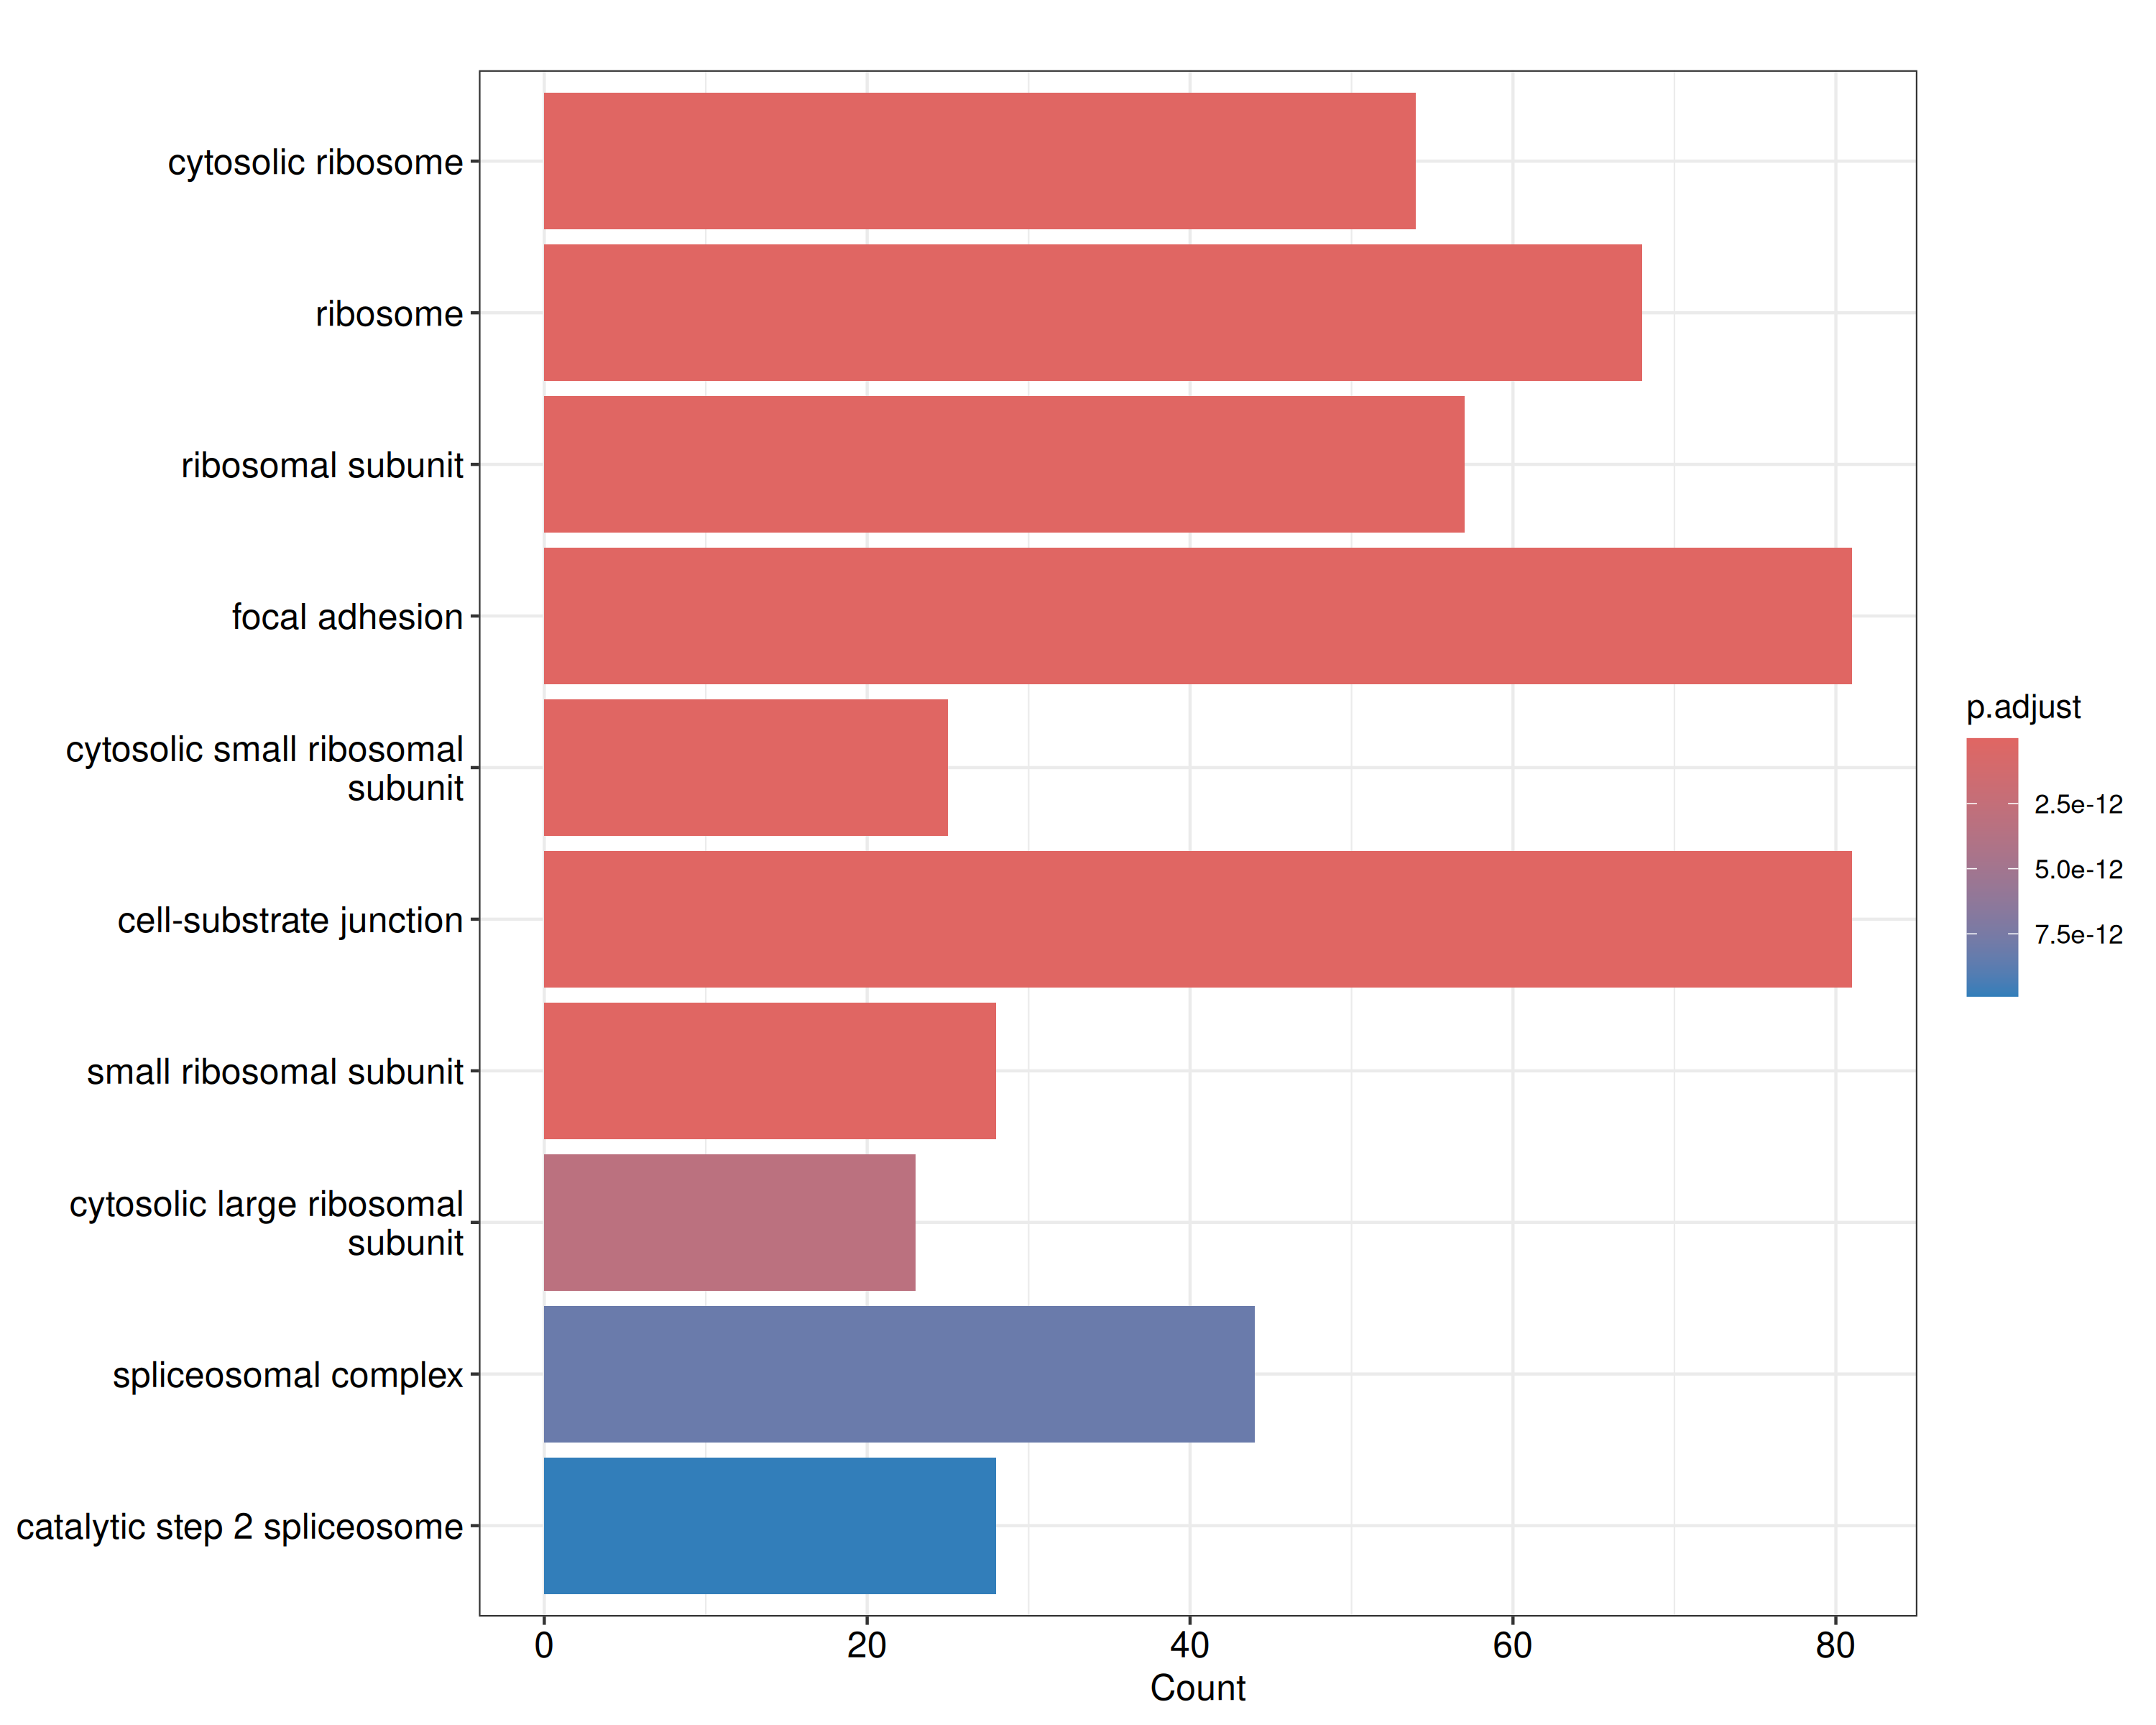 cytosolic ribosome
ribosome
ribosomal subunit
focal adhesion
cytosolic small ribosomal
subunit
cell-substrate junction
small ribosomal subunit
cytosolic large ribosomal
subunit
spliceosomal complex
catalytic step 2 spliceosome
0 20 40 60 80
Count
p.adjust
2.5e-12
5.0e-12
7.5e-12